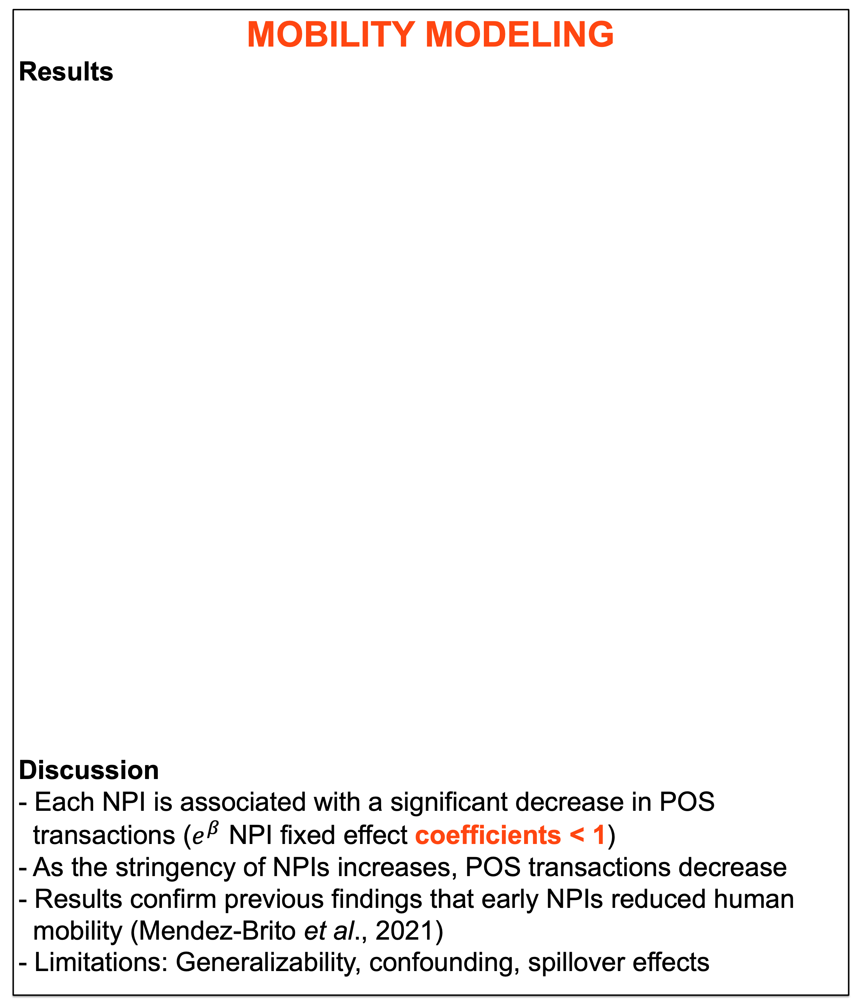 MOBILITY MODELING
Results
Discussion
- Each NPI is associated with a significant decrease in POS
transactions (e^β NPI fixed effect coefficients < 1)
- As the stringency of NPIs increases, POS transactions decrease
- Results confirm previous findings that early NPIs reduced human
mobility (Mendez-Brito et al., 2021)
- Limitations: Generalizability, confounding, spillover effects